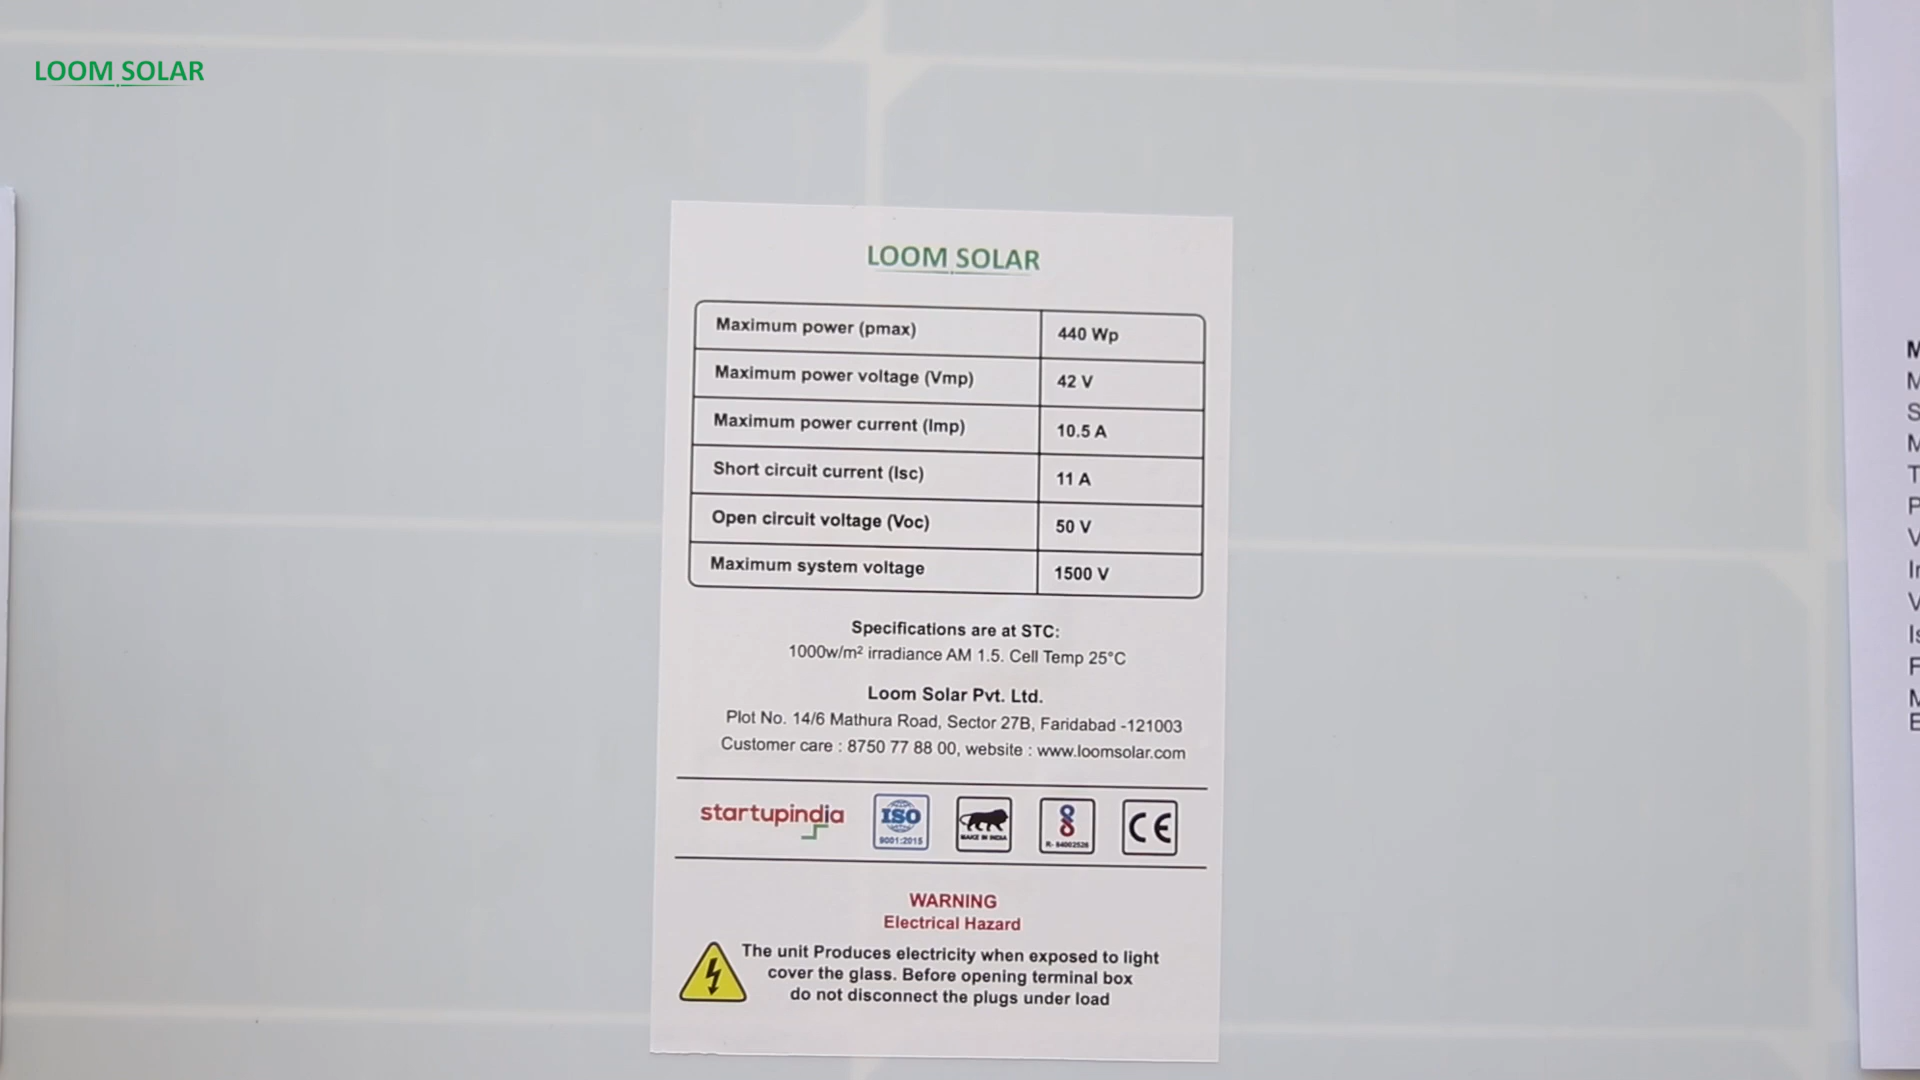 LOOM SOLAR
LOOM SOLAR
Maximum power (pmax) 440 Wp
Maximum power voltage (Vmp) 42 V
Maximum power current (Imp) 10.5 A
Short circuit current (Isc) 11 A
Open circuit voltage (Voc) 50 V
Maximum system voltage 1500 V
Specifications are at STC:
1000w/m² irradiance AM 1.5. Cell Temp 25°C
Loom Solar Pvt. Ltd.
Plot No. 14/6 Mathura Road, Sector 27B, Faridabad -121003
Customer care : 8750 77 88 00, website : www.loomsolar.com
startupindia
ISO
9001:2015
MAKE IN INDIA
R- 84002528
CE
WARNING
Electrical Hazard
The unit Produces electricity when exposed to light
cover the glass. Before opening terminal box
do not disconnect the plugs under load